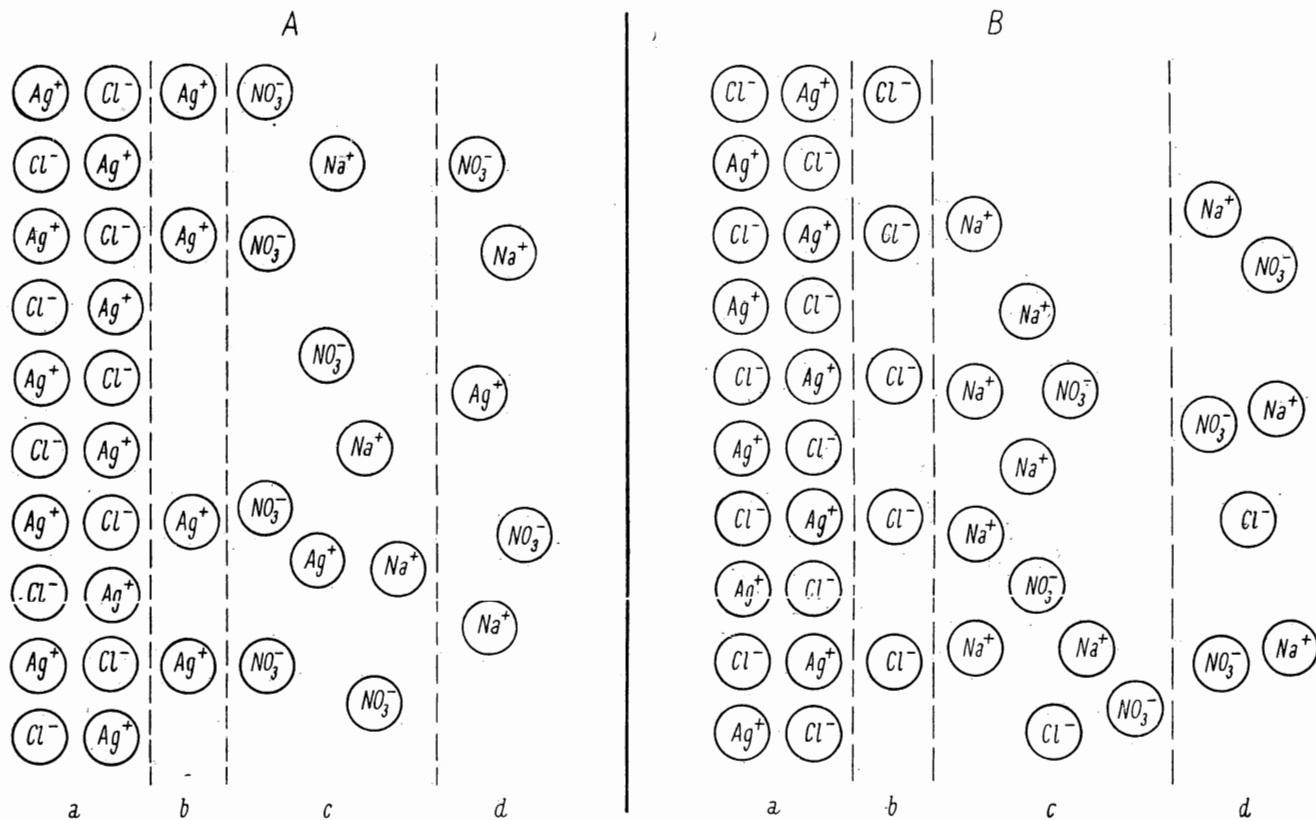 A
Ag⁺ Cl⁻ Ag⁺ NO₃⁻
Cl⁻ Ag⁺ Na⁺ NO₃⁻
Ag⁺ Cl⁻ Ag⁺ NO₃⁻ Na⁺
Cl⁻ Ag⁺
NO₃⁻
Ag⁺ Cl⁻ Ag⁺
Cl⁻ Ag⁺ Na⁺
Ag⁺ Cl⁻ Ag⁺ NO₃⁻ NO₃⁻
Ag⁺ Na⁺
Cl⁻ Ag⁺ Na⁺
Ag⁺ Cl⁻ Ag⁺ NO₃⁻
NO₃⁻
Cl⁻ Ag⁺
a b c d
B
Cl⁻ Ag⁺ Cl⁻
Ag⁺ Cl⁻ Na⁺
Cl⁻ Ag⁺ Cl⁻ Na⁺ NO₃⁻
Ag⁺ Cl⁻ Na⁺
Cl⁻ Ag⁺ Cl⁻ Na⁺ NO₃⁻ NO₃⁻ Na⁺
Ag⁺ Cl⁻ Na⁺
Cl⁻ Ag⁺ Cl⁻ Na⁺ Cl⁻
Ag⁺ Cl⁻ NO₃⁻
Cl⁻ Ag⁺ Cl⁻ Na⁺ Na⁺ NO₃⁻ Na⁺
NO₃⁻
Ag⁺ Cl⁻ Cl⁻
a b c d